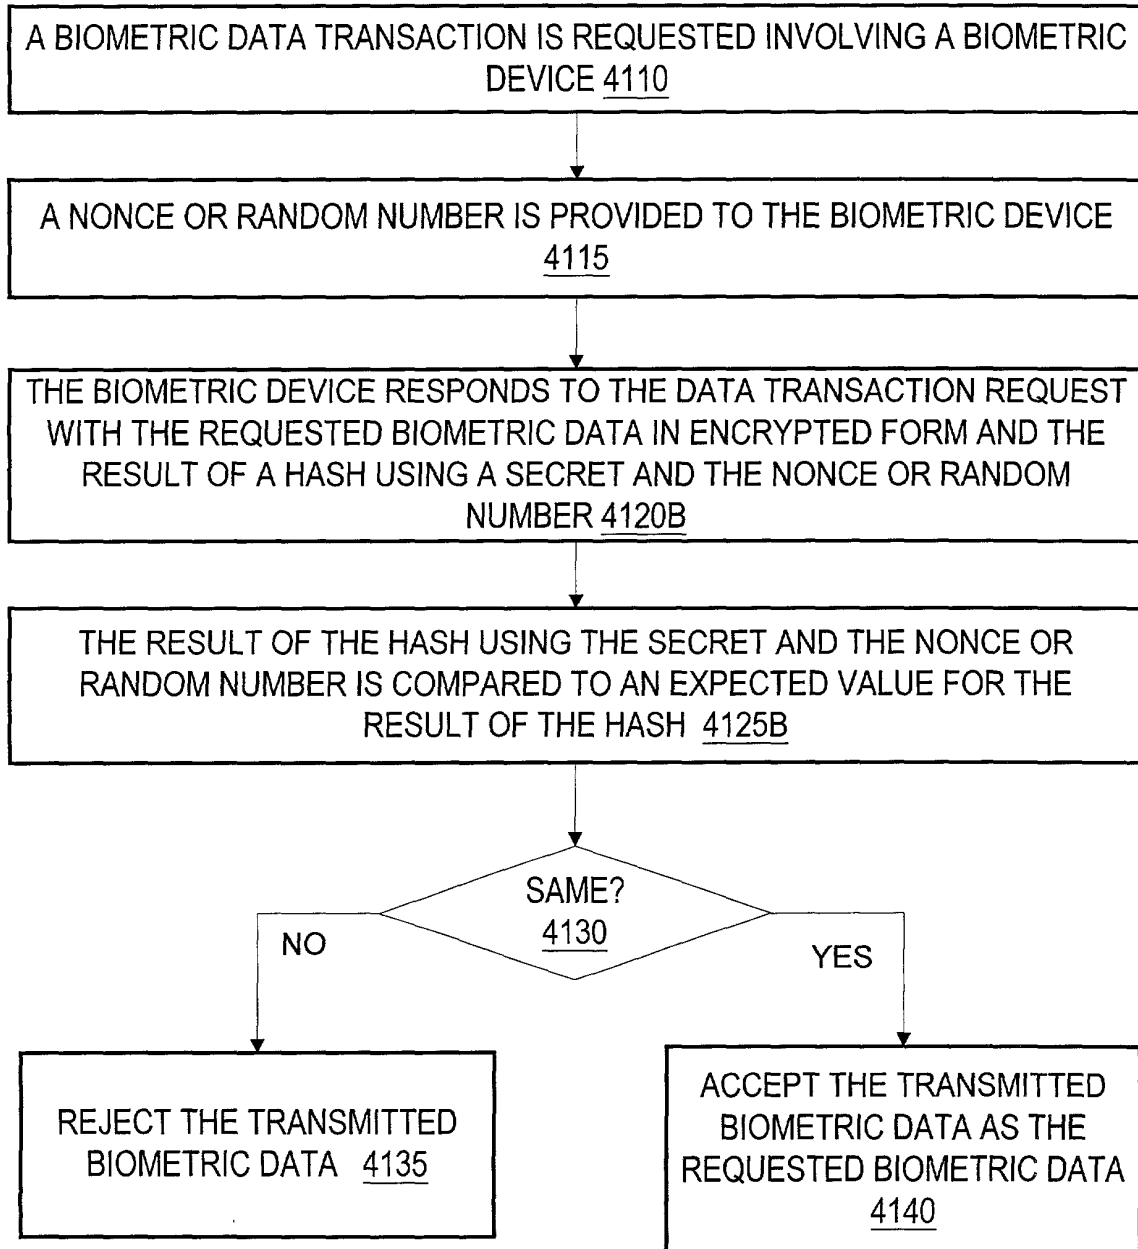 A BIOMETRIC DATA TRANSACTION IS REQUESTED INVOLVING A BIOMETRIC
DEVICE 4110
A NONCE OR RANDOM NUMBER IS PROVIDED TO THE BIOMETRIC DEVICE
4115
THE BIOMETRIC DEVICE RESPONDS TO THE DATA TRANSACTION REQUEST
WITH THE REQUESTED BIOMETRIC DATA IN ENCRYPTED FORM AND THE
RESULT OF A HASH USING A SECRET AND THE NONCE OR RANDOM
NUMBER 4120B
THE RESULT OF THE HASH USING THE SECRET AND THE NONCE OR
RANDOM NUMBER IS COMPARED TO AN EXPECTED VALUE FOR THE
RESULT OF THE HASH 4125B
SAME?
4130
NO
YES
REJECT THE TRANSMITTED
BIOMETRIC DATA 4135
ACCEPT THE TRANSMITTED
BIOMETRIC DATA AS THE
REQUESTED BIOMETRIC DATA
4140